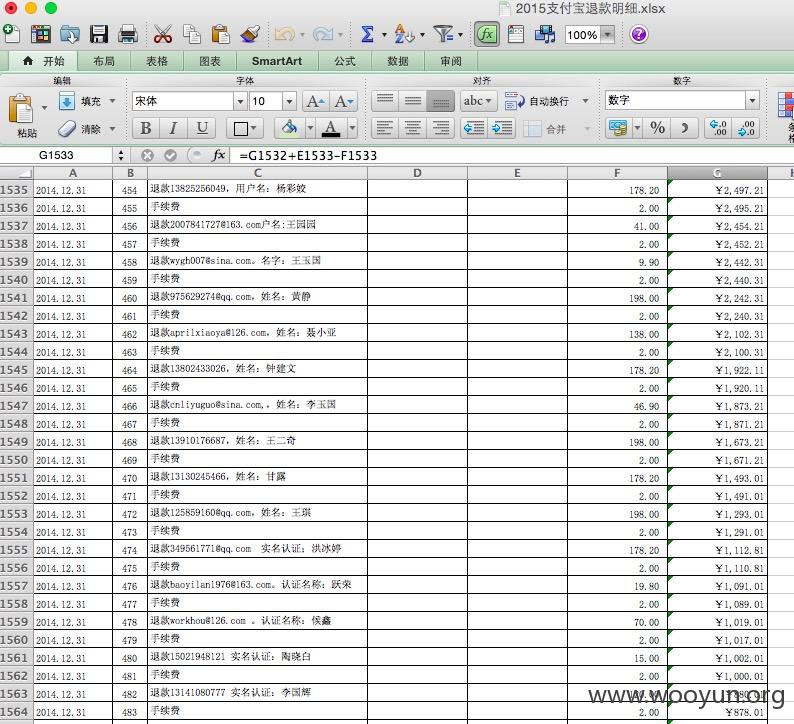 2015支付宝退款明细.xlsx
100%
开始 布局 表格 图表 SmartArt 公式 数据 审阅
编辑 字体 对齐 数字
填充 宋体 10 abc 自动换行 数字
粘贴 清除 B I U A 合并 % 条
G1533 fx =G1532+E1533-F1533
A B C D E F G
1535 2014.12.31 454 退款13825256049，用户名：杨彩姣 178.20 ￥2,497.21
1536 2014.12.31 455 手续费 2.00 ￥2,495.21
1537 2014.12.31 456 退款2007841727@163.com户名:王园园 41.00 ￥2,454.21
1538 2014.12.31 457 手续费 2.00 ￥2,452.21
1539 2014.12.31 458 退款wygh007@sina.com。名字：王玉国 9.90 ￥2,442.31
1540 2014.12.31 459 手续费 2.00 ￥2,440.31
1541 2014.12.31 460 退款975629274@qq.com，姓名：黄静 198.00 ￥2,242.31
1542 2014.12.31 461 手续费 2.00 ￥2,240.31
1543 2014.12.31 462 退款aprilxiaoya@126.com，姓名：聂小亚 138.00 ￥2,102.31
1544 2014.12.31 463 手续费 2.00 ￥2,100.31
1545 2014.12.31 464 退款13802433026，姓名：钟建文 178.20 ￥1,922.11
1546 2014.12.31 465 手续费 2.00 ￥1,920.11
1547 2014.12.31 466 退款cnliyuguo@sina.com,，姓名：李玉国 46.90 ￥1,873.21
1548 2014.12.31 467 手续费 2.00 ￥1,871.21
1549 2014.12.31 468 退款13910176687，姓名：王二奇 198.00 ￥1,673.21
1550 2014.12.31 469 手续费 2.00 ￥1,671.21
1551 2014.12.31 470 退款13130245466，姓名：甘露 178.20 ￥1,493.01
1552 2014.12.31 471 手续费 2.00 ￥1,491.01
1553 2014.12.31 472 退款125859160@qq.com，姓名：王琪 198.00 ￥1,293.01
1554 2014.12.31 473 手续费 2.00 ￥1,291.01
1555 2014.12.31 474 退款349561771@qq.com 实名认证；洪冰婷 178.20 ￥1,112.81
1556 2014.12.31 475 手续费 2.00 ￥1,110.81
1557 2014.12.31 476 退款baoyilan1976@163.com。认证名称：跃荣 19.80 ￥1,091.01
1558 2014.12.31 477 手续费 2.00 ￥1,089.01
1559 2014.12.31 478 退款workhou@126.com 。认证名称：候鑫 70.00 ￥1,019.01
1560 2014.12.31 479 手续费 2.00 ￥1,017.01
1561 2014.12.31 480 退款15021948121 实名认证：陶晓白 15.00 ￥1,002.01
1562 2014.12.31 481 手续费 2.00 ￥1,000.01
1563 2014.12.31 482 退款13141080777 实名认证：李国辉
www.wooyun.org
1564 2014.12.31 483 手续费 2.00 ￥878.01